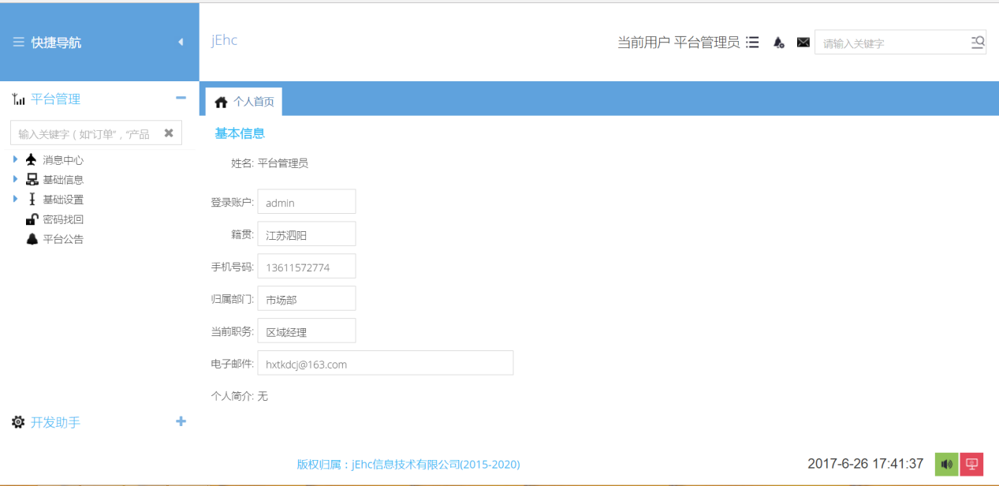 快捷导航
jEhc
当前用户 平台管理员
请输入关键字
平台管理
个人首页
输入关键字（如“订单”，“产品
消息中心
基础信息
基础设置
密码找回
平台公告
基本信息
姓名: 平台管理员
登录账户: admin
籍贯: 江苏泗阳
手机号码: 13611572774
归属部门: 市场部
当前职务: 区域经理
电子邮件: hxtkdcj@163.com
个人简介: 无
开发助手
版权归属：jEhc信息技术有限公司(2015-2020)
2017-6-26 17:41:37